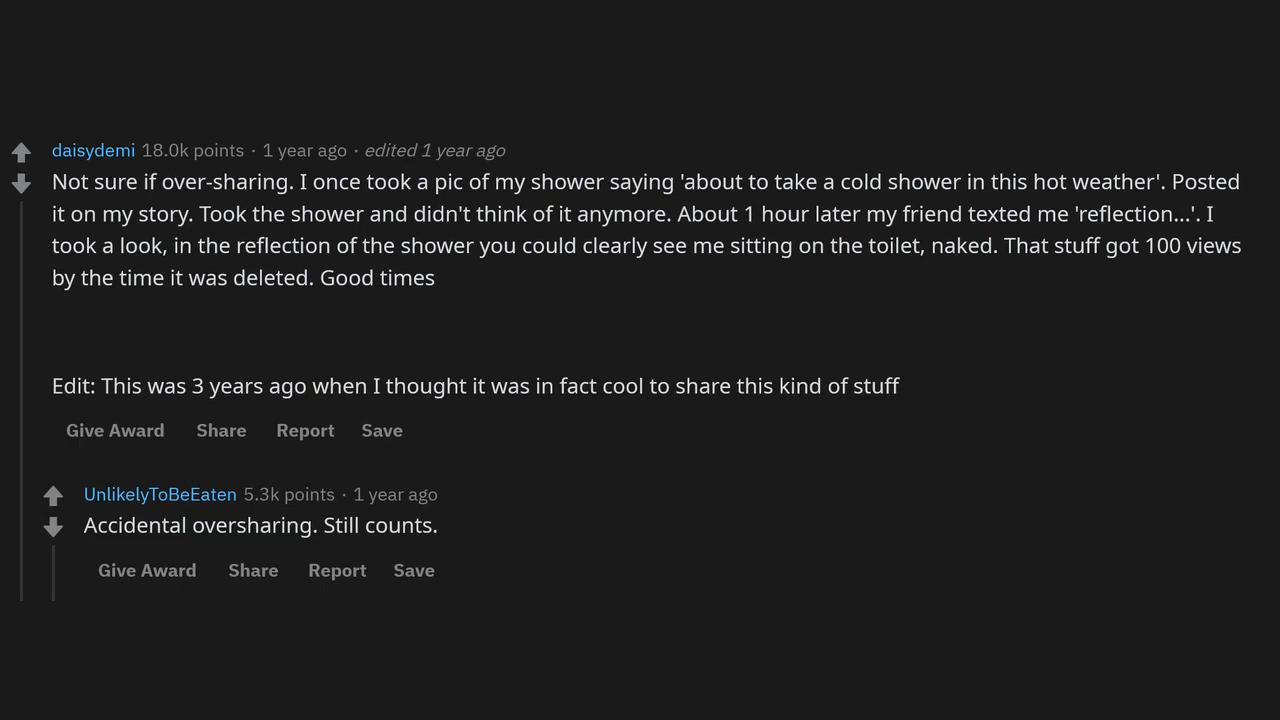 daisydemi 18.0k points · 1 year ago · edited 1 year ago
Not sure if over-sharing. I once took a pic of my shower saying 'about to take a cold shower in this hot weather'. Posted
it on my story. Took the shower and didn't think of it anymore. About 1 hour later my friend texted me 'reflection...'. I
took a look, in the reflection of the shower you could clearly see me sitting on the toilet, naked. That stuff got 100 views
by the time it was deleted. Good times
Edit: This was 3 years ago when I thought it was in fact cool to share this kind of stuff
Give Award Share Report Save
UnlikelyToBeEaten 5.3k points · 1 year ago
Accidental oversharing. Still counts.
Give Award Share Report Save